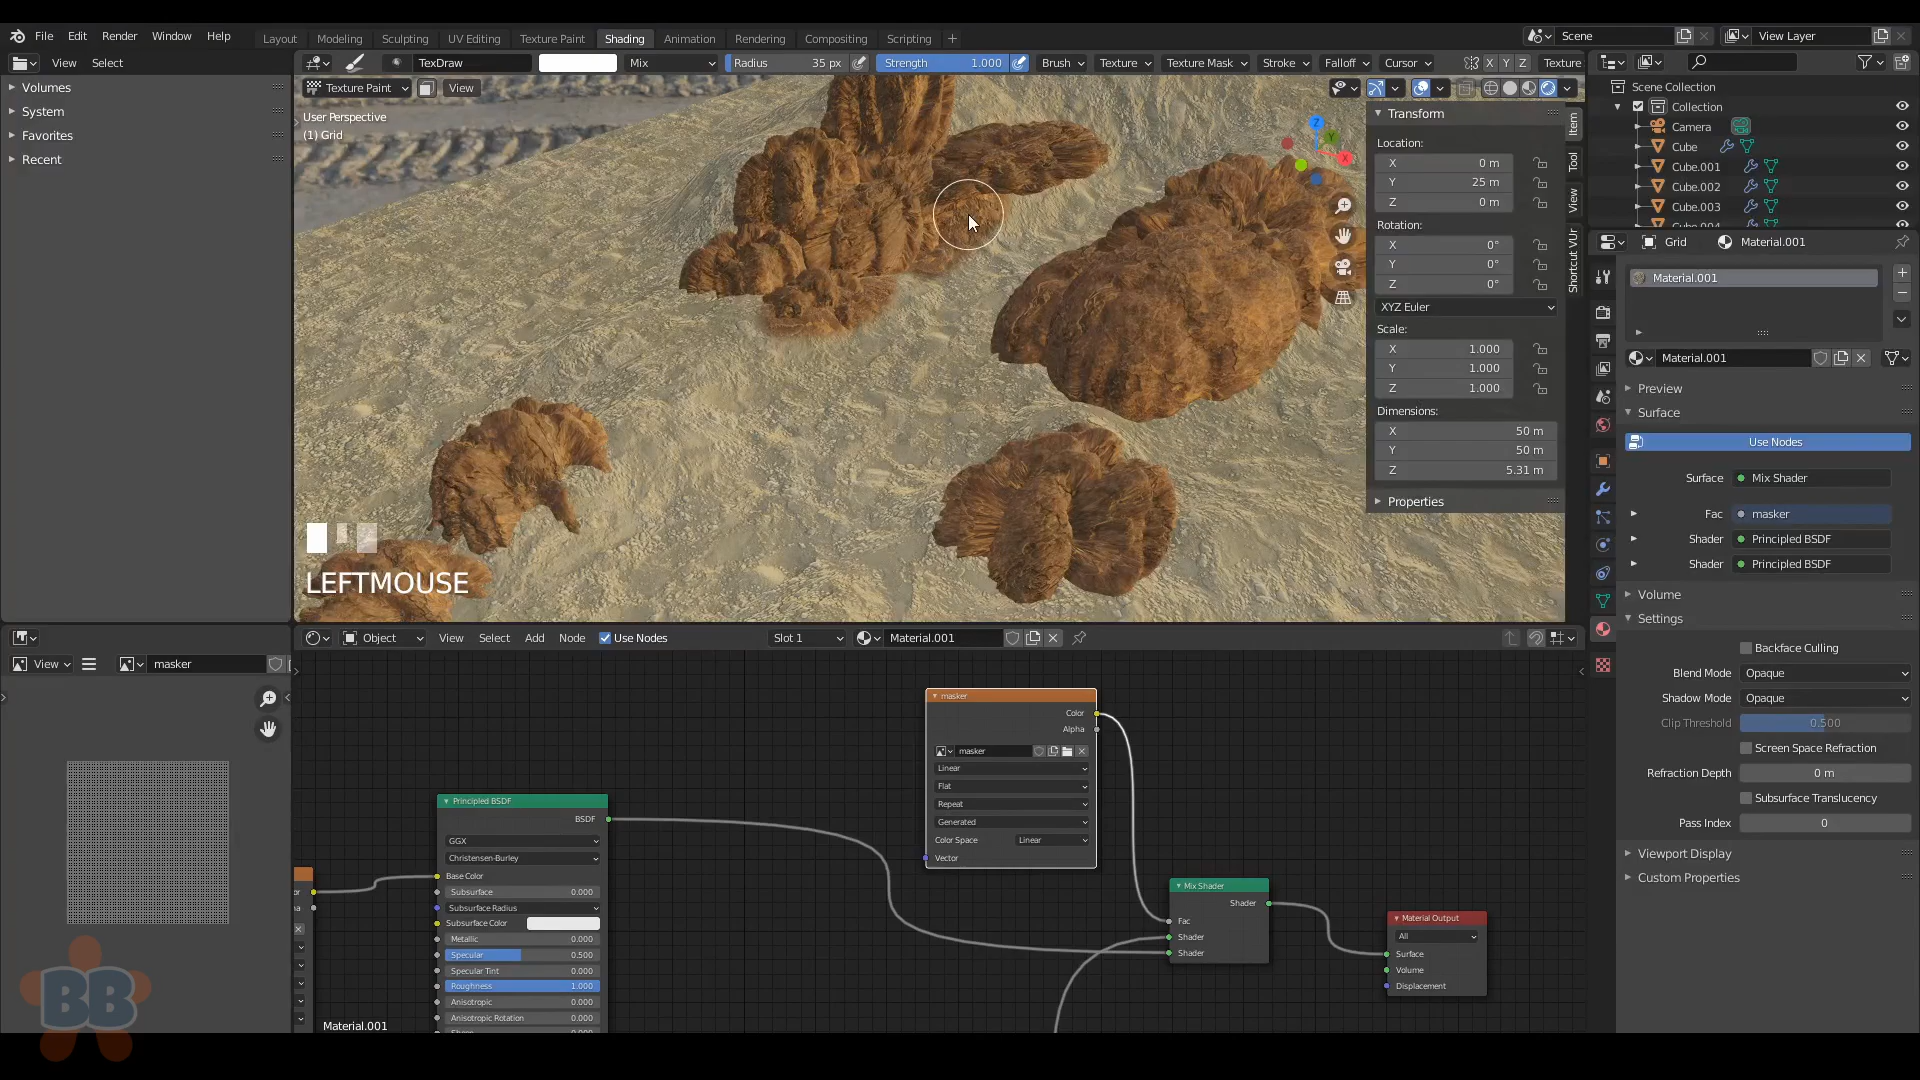 File Edit Render Window Help
Layout Modeling Sculpting UV Editing Texture Paint Shading Animation Rendering Compositing Scripting +
Scene
View Layer
View Select
TexDraw
Mix
Radius 35 px
Strength 1.000
Brush Texture Texture Mask Stroke Falloff Cursor
X Y Z
Texture
Volumes
System
Favorites
Recent
Texture Paint
View
User Perspective
(1) Grid
Z
Y
X
LEFTMOUSE
Transform
Location:
X 0 m
Y 25 m
Z 0 m
Rotation:
X 0°
Y 0°
Z 0°
XYZ Euler
Scale:
X 1.000
Y 1.000
Z 1.000
Dimensions:
X 50 m
Y 50 m
Z 5.31 m
Properties
Item
Tool
View
Shortcut VUr
Scene Collection
Collection
Camera
Cube
Cube.001
Cube.002
Cube.003
Cube.004
Grid Material.001
Material.001
Material.001
Preview
Surface
Use Nodes
Surface Mix Shader
Fac masker
Shader Principled BSDF
Shader Principled BSDF
Volume
Settings
Backface Culling
Blend Mode Opaque
Shadow Mode Opaque
Clip Threshold 0.500
Screen Space Refraction
Refraction Depth 0 m
Subsurface Translucency
Pass Index 0
Viewport Display
Custom Properties
View
masker
BB
Object
View Select Add Node Use Nodes
Slot 1
Material.001
masker
Color
Alpha
masker
Linear
Flat
Repeat
Generated
Color Space Linear
Vector
Principled BSDF
BSDF
GGX
Christensen-Burley
Base Color
Subsurface 0.000
Subsurface Radius
Subsurface Color
Metallic 0.000
Specular 0.500
Specular Tint 0.000
Roughness 1.000
Anisotropic 0.000
Anisotropic Rotation 0.000
Mix Shader
Shader
Fac
Shader
Shader
Material Output
All
Surface
Volume
Displacement
Material.001